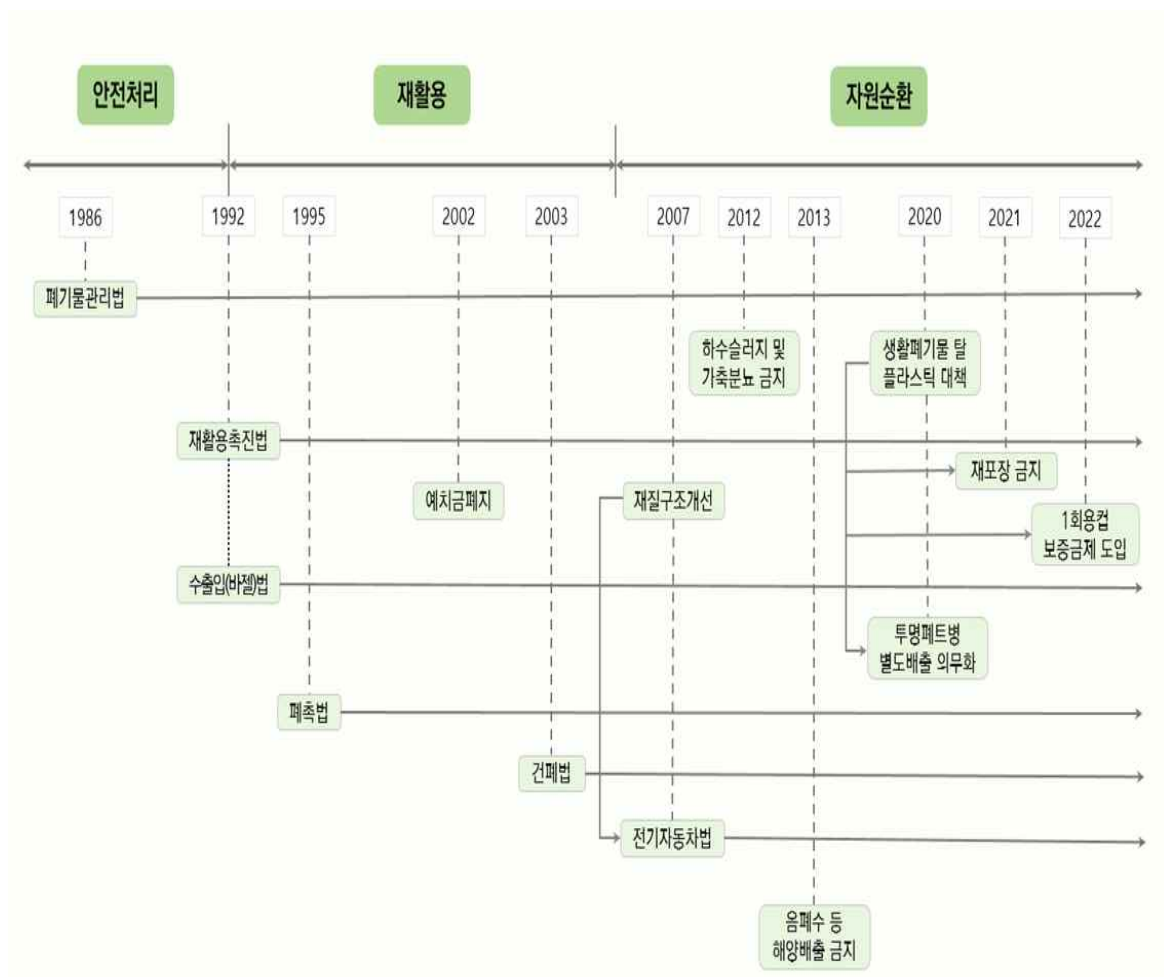 안전처리
재활용
자원순환
1986
1992
1995
2002
2003
2007
2012
2013
2020
2021
2022
폐기물관리법
하수슬러지 및
가축분뇨 금지
생활폐기물 탈
플라스틱 대책
재활용촉진법
재포장 금지
예치금폐지
재질구조개선
1회용컵
보증금제 도입
수출입(바젤)법
투명페트병
별도배출 의무화
폐촉법
건폐법
전기자동차법
음폐수 등
해양배출 금지